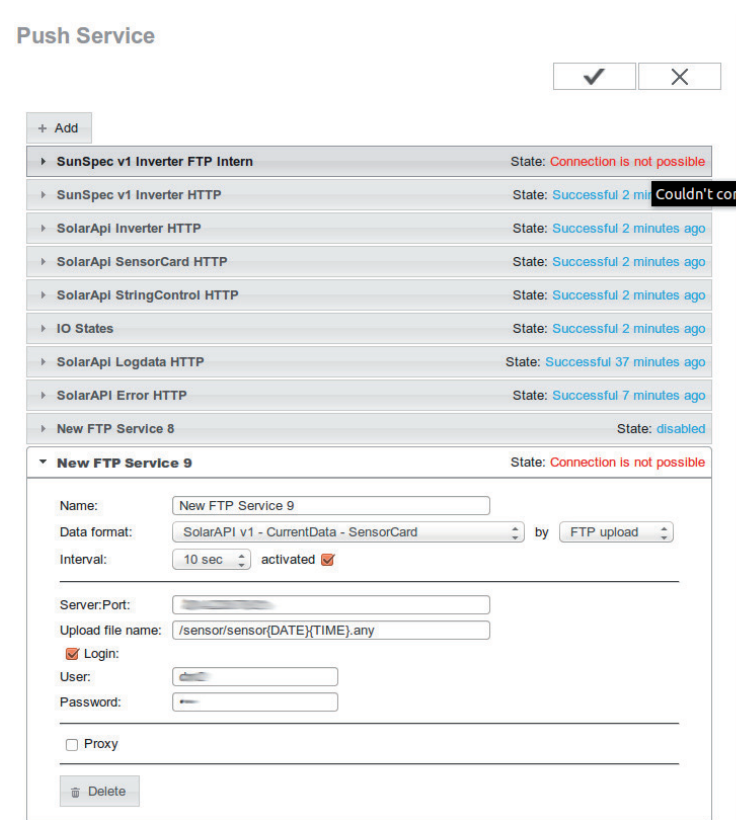 Push Service
+ Add
SunSpec v1 Inverter FTP Intern State: Connection is not possible
SunSpec v1 Inverter HTTP State: Successful 2 Couldn't
SolarApi Inverter HTTP State: Successful 2 minutes ago
SolarApi SensorCard HTTP State: Successful 2 minutes ago
SolarApi StringControl HTTP State: Successful 2 minutes ago
IO States State: Successful 2 minutes ago
SolarApi Logdata HTTP State: Successful 37 minutes ago
SolarAPI Error HTTP State: Successful 7 minutes ago
New FTP Service 8 State: disabled
New FTP Service 9 State: Connection is not possible
Name: New FTP Service 9
Data format: SolarAPI v1 - CurrentData - SensorCard by FTP upload
Interval: 10 sec activated
Server:Port:
Upload file name: /sensor/sensor{DATE}{TIME}.any
Login:
User:
Password:
Proxy
Delete